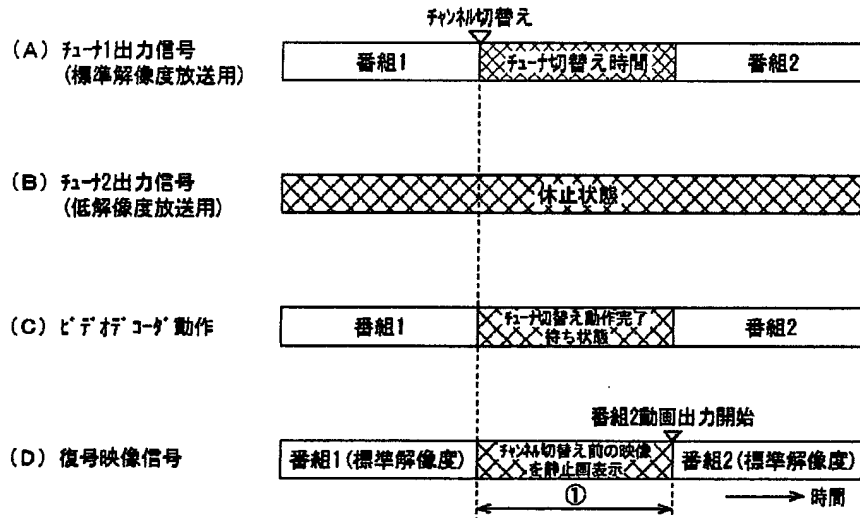 チャンネル切替え
(A) チューナ1出力信号
(標準解像度放送用)
番組1
チューナ切替え時間
番組2
(B) チューナ2出力信号
(低解像度放送用)
休止状態
(C) ビデオデコーダ動作
番組1
チューナ切替え動作完了
待ち状態
番組2
番組2動画出力開始
(D) 復号映像信号
番組1(標準解像度)
チャンネル切替え前の映像
を静止画表示
番組2(標準解像度)
①
時間